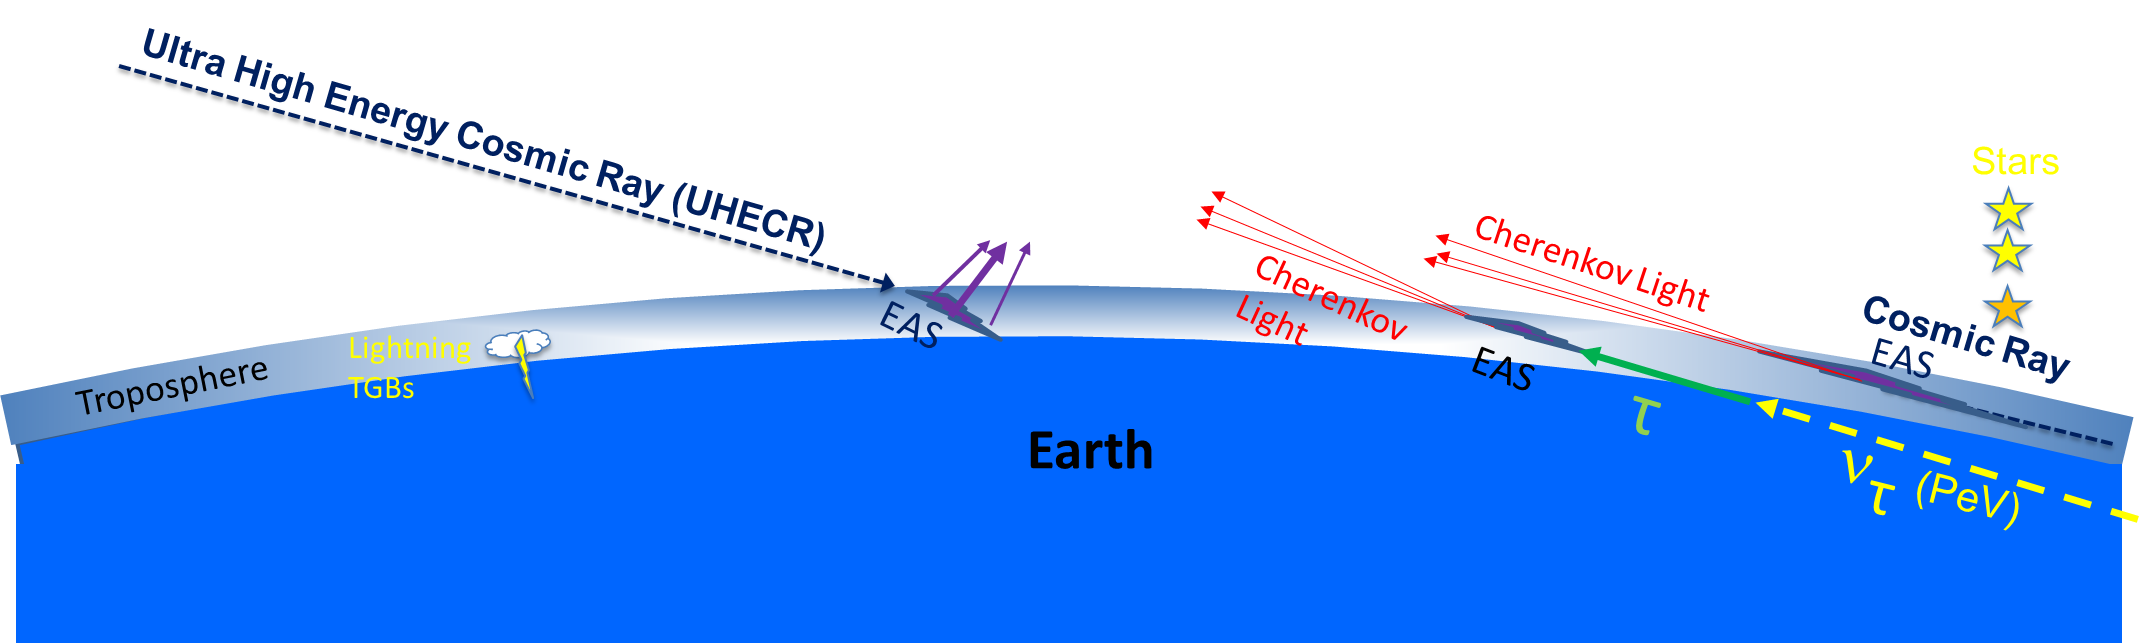 Ultra High Energy Cosmic Ray (UHECR)
Stars
Cherenkov Light
Cherenkov
Light
Cosmic Ray
EAS
EAS
EAS
Lightning
TGBs
Troposphere
τ
Earth
ντ (PeV)